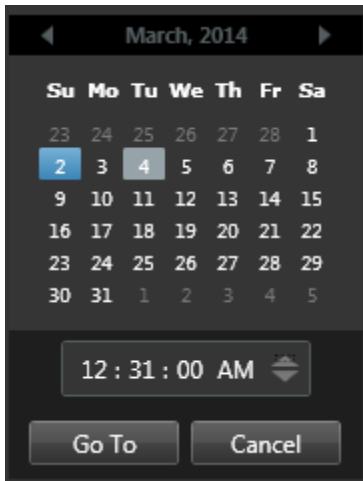 March, 2014
Su Mo Tu We Th Fr Sa
23 24 25 26 27 28 1
2 3 4 5 6 7 8
9 10 11 12 13 14 15
16 17 18 19 20 21 22
23 24 25 26 27 28 29
30 31 1 2 3 4 5
12 : 31 : 00 AM
Go To Cancel